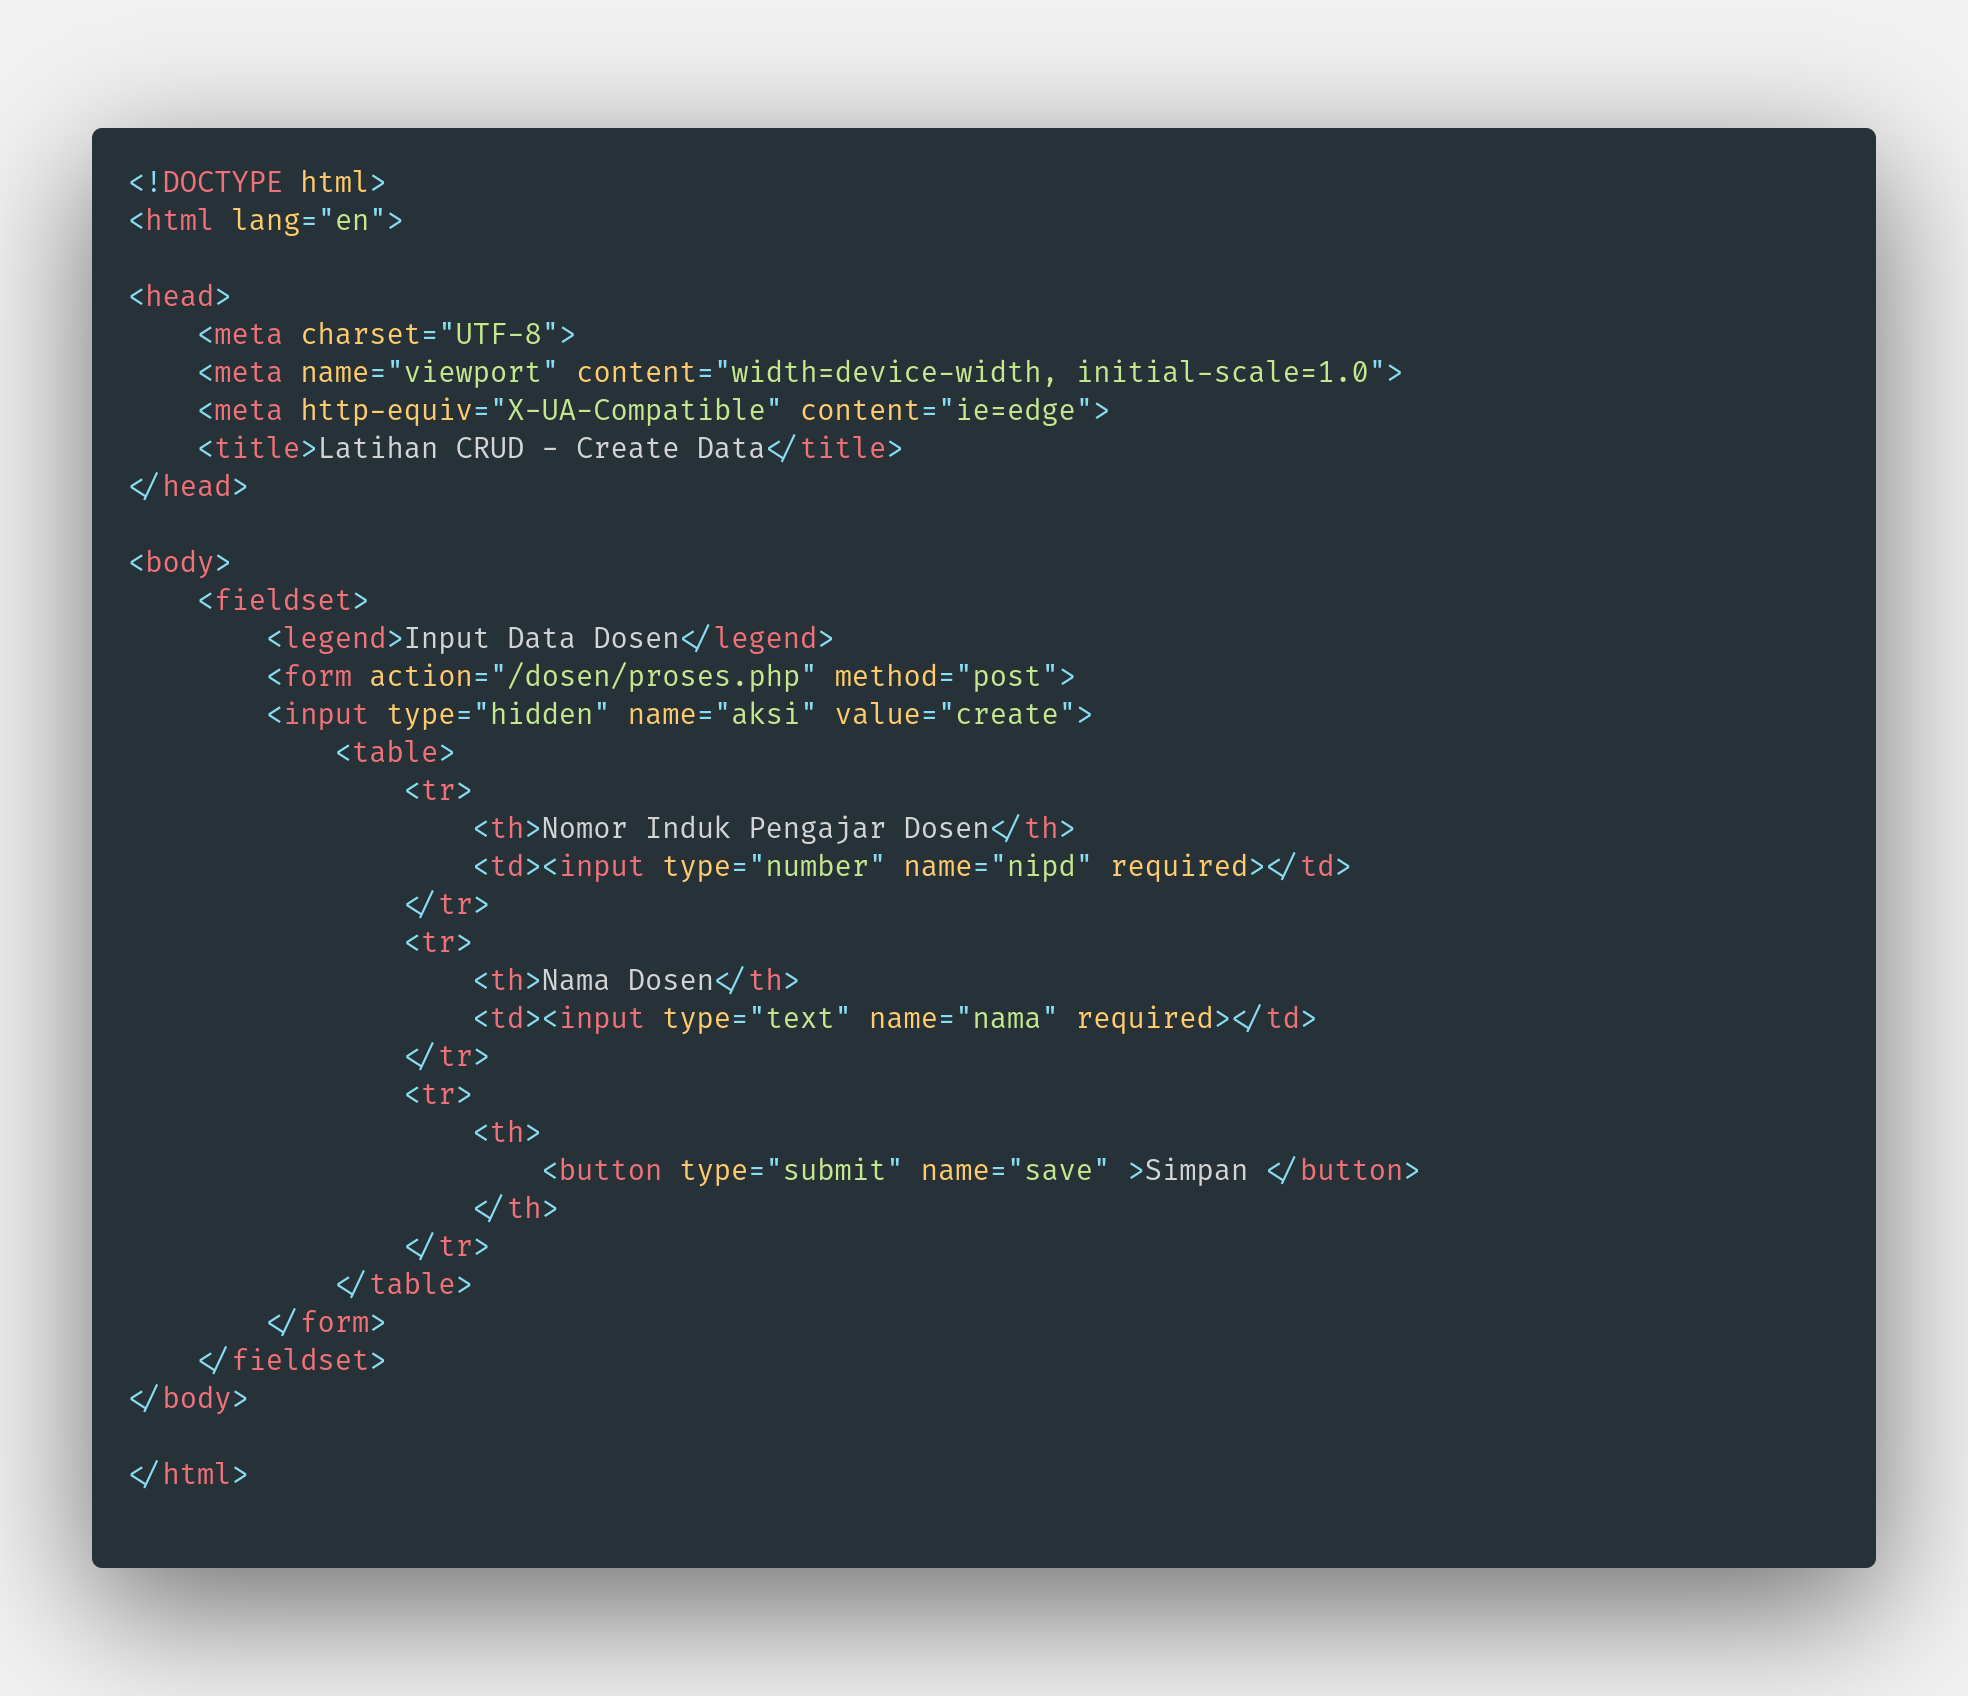 <!DOCTYPE html>
<html lang="en">

<head>
    <meta charset="UTF-8">
    <meta name="viewport" content="width=device-width, initial-scale=1.0">
    <meta http-equiv="X-UA-Compatible" content="ie=edge">
    <title>Latihan CRUD - Create Data</title>
</head>

<body>
    <fieldset>
        <legend>Input Data Dosen</legend>
        <form action="/dosen/proses.php" method="post">
        <input type="hidden" name="aksi" value="create">
            <table>
                <tr>
                    <th>Nomor Induk Pengajar Dosen</th>
                    <td><input type="number" name="nipd" required></td>
                </tr>
                <tr>
                    <th>Nama Dosen</th>
                    <td><input type="text" name="nama" required></td>
                </tr>
                <tr>
                    <th>
                        <button type="submit" name="save" >Simpan </button>
                    </th>
                </tr>
            </table>
        </form>
    </fieldset>
</body>

</html>